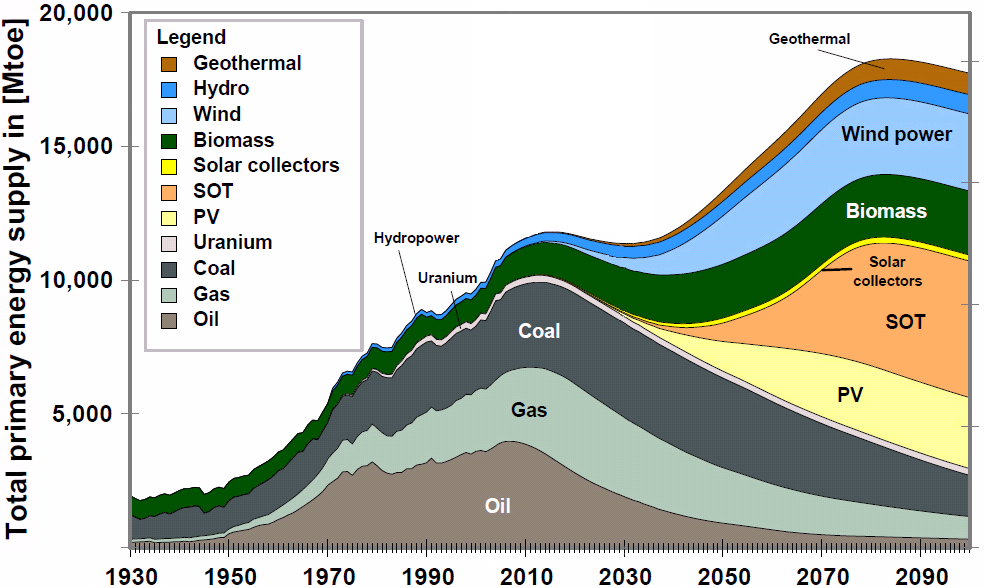 Total primary energy supply in [Mtoe]
20,000
15,000
10,000
5,000
Legend
Geothermal
Hydro
Wind
Biomass
Solar collectors
SOT
PV
Uranium
Coal
Gas
Oil
Hydropower
Uranium
Geothermal
Wind power
Biomass
Solar
collectors
SOT
PV
Coal
Gas
Oil
1930 1950 1970 1990 2010 2030 2050 2070 2090